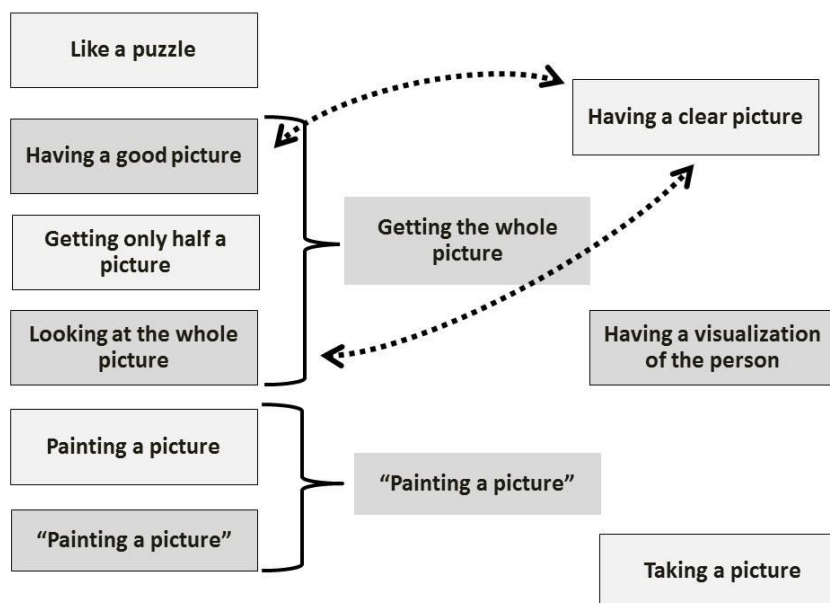 Like a puzzle
Having a good picture
Getting only half a
picture
Looking at the whole
picture
Painting a picture
“Painting a picture”
Getting the whole
picture
“Painting a picture”
Having a clear picture
Having a visualization
of the person
Taking a picture